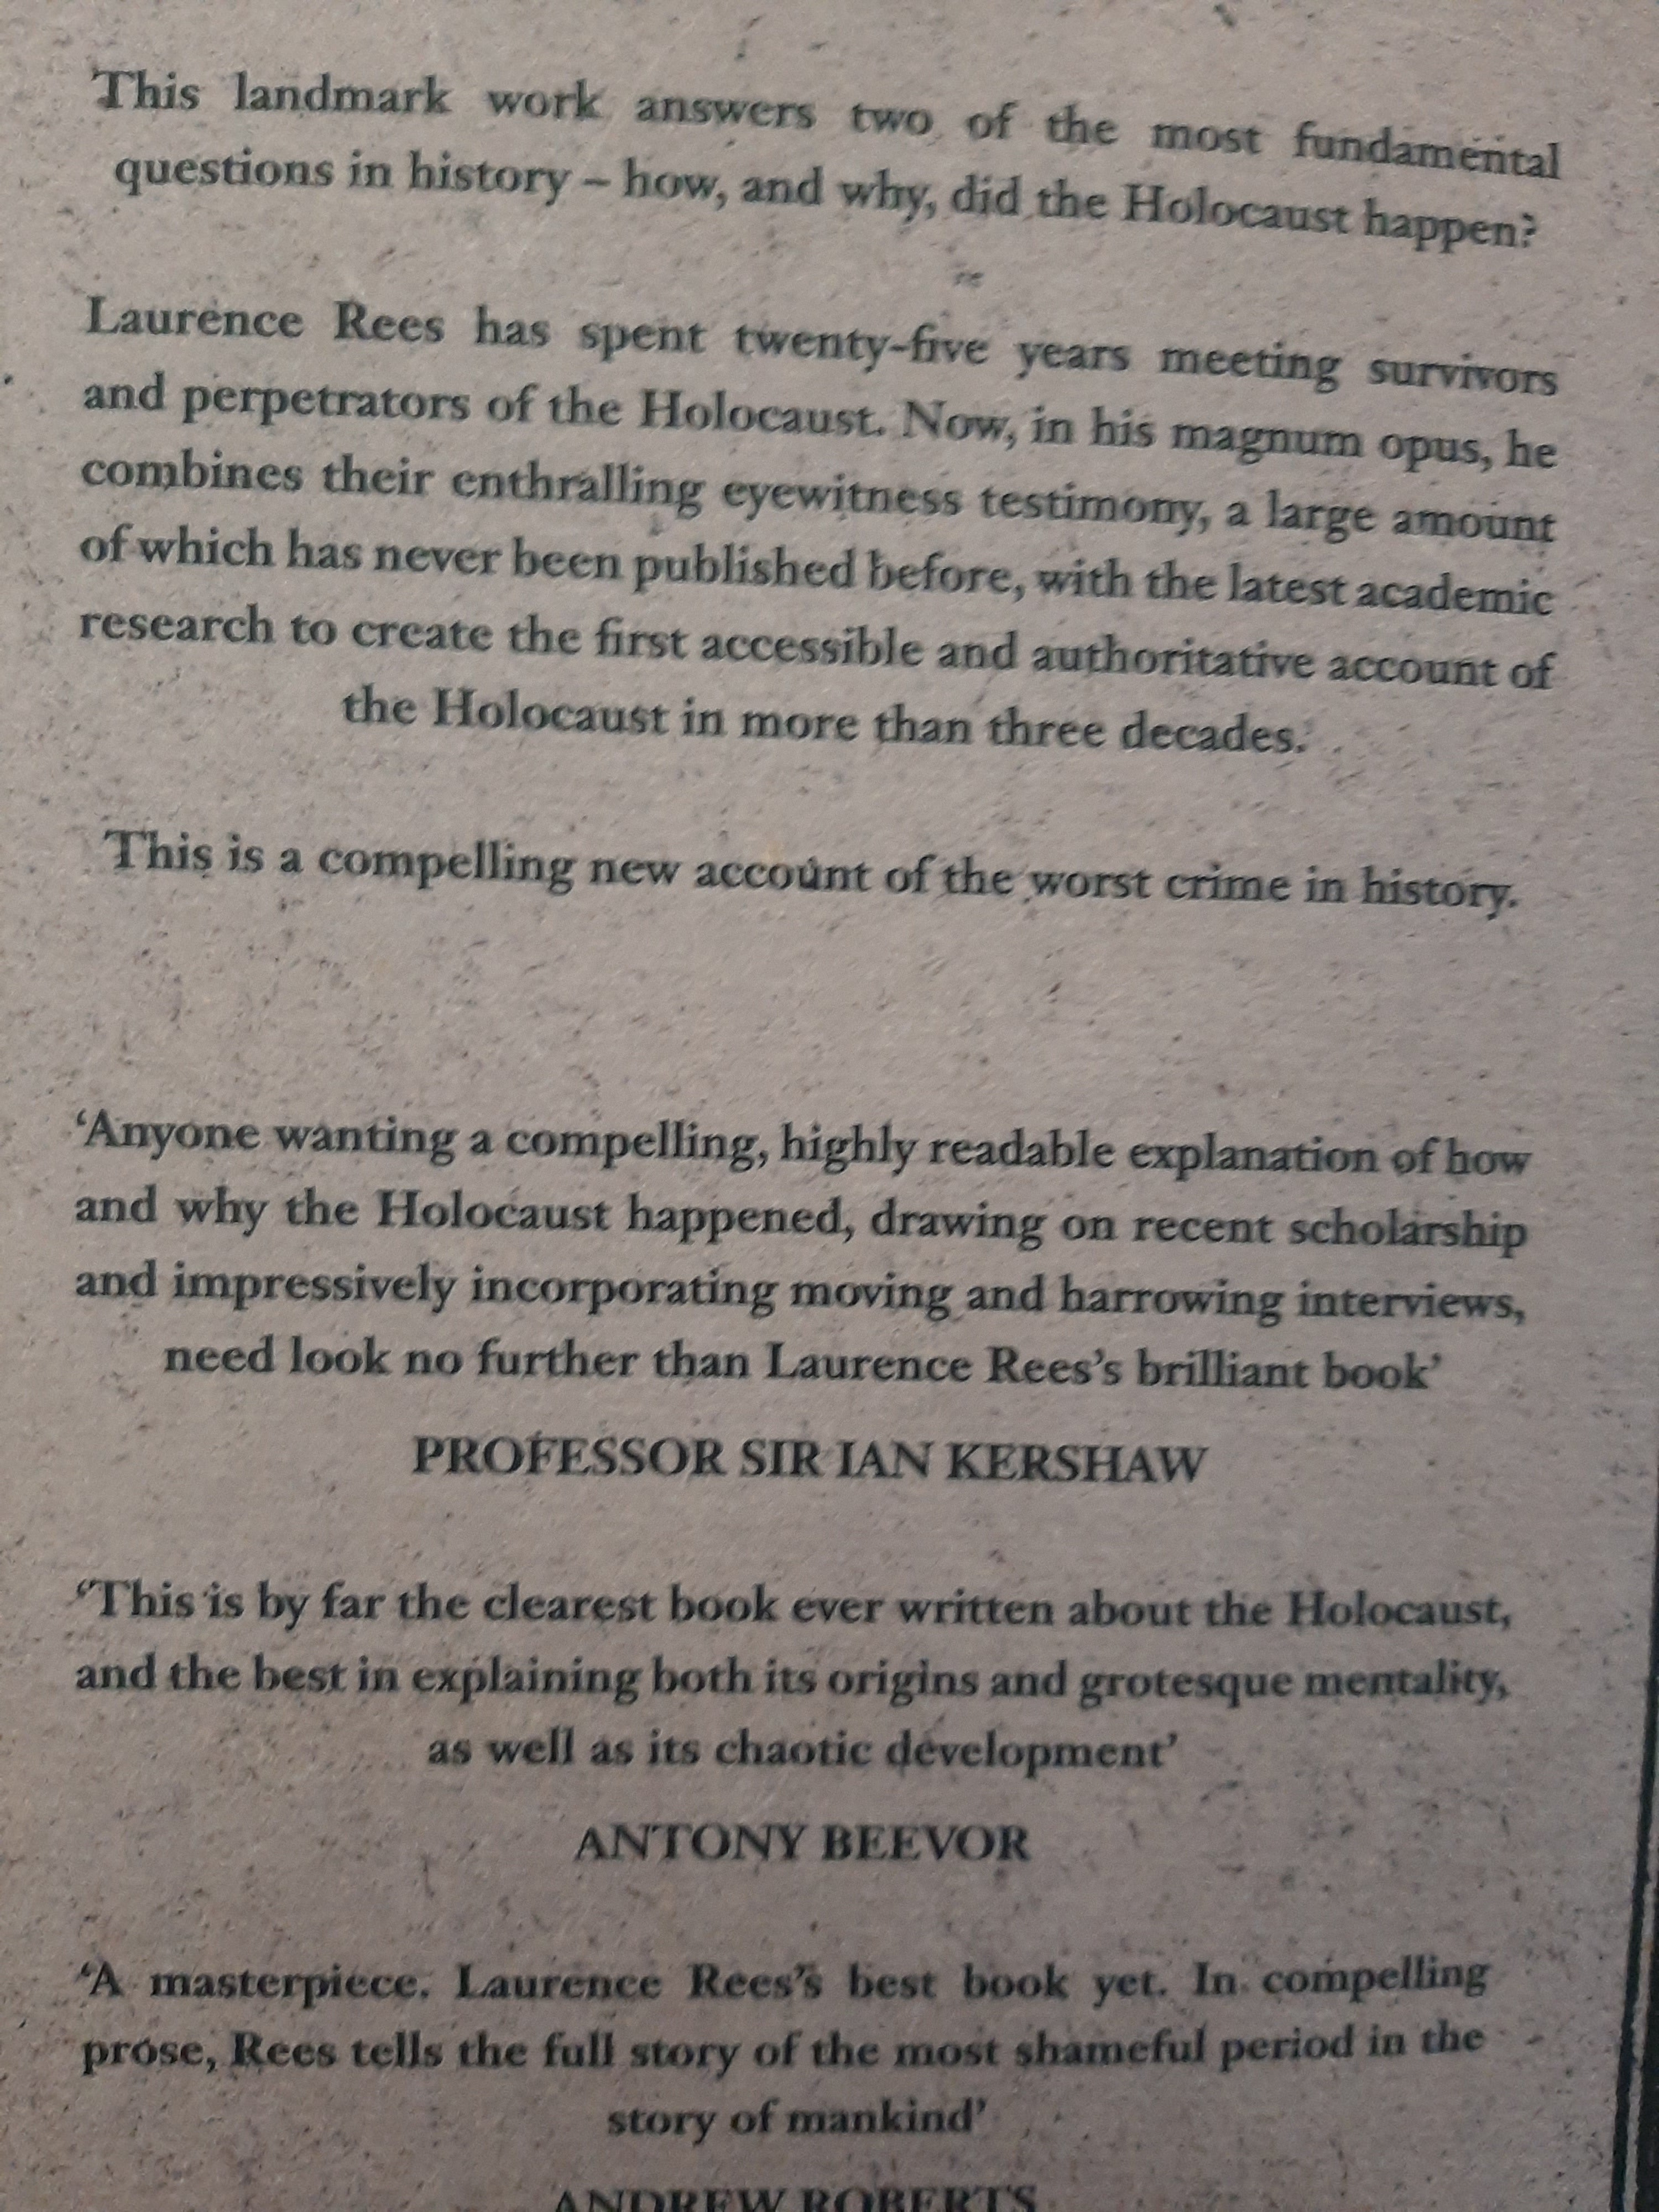 This landmark work answers two of the most fundamental
questions in history – how, and why, did the Holocaust happen?
Laurence Rees has spent twenty-five years meeting survivors
and perpetrators of the Holocaust. Now, in his magnum opus, he
combines their enthralling eyewitness testimony, a large amount
of which has never been published before, with the latest academic
research to create the first accessible and authoritative account of
the Holocaust in more than three decades.
This is a compelling new account of the worst crime in history.
‘Anyone wanting a compelling, highly readable explanation of how
and why the Holocaust happened, drawing on recent scholarship
and impressively incorporating moving and harrowing interviews,
need look no further than Laurence Rees’s brilliant book’
PROFESSOR SIR IAN KERSHAW
‘This is by far the clearest book ever written about the Holocaust,
and the best in explaining both its origins and grotesque mentality,
as well as its chaotic development’
ANTONY BEEVOR
‘A masterpiece. Laurence Rees’s best book yet. In compelling
prose, Rees tells the full story of the most shameful period in the
story of mankind’
ANDREW ROBERTS